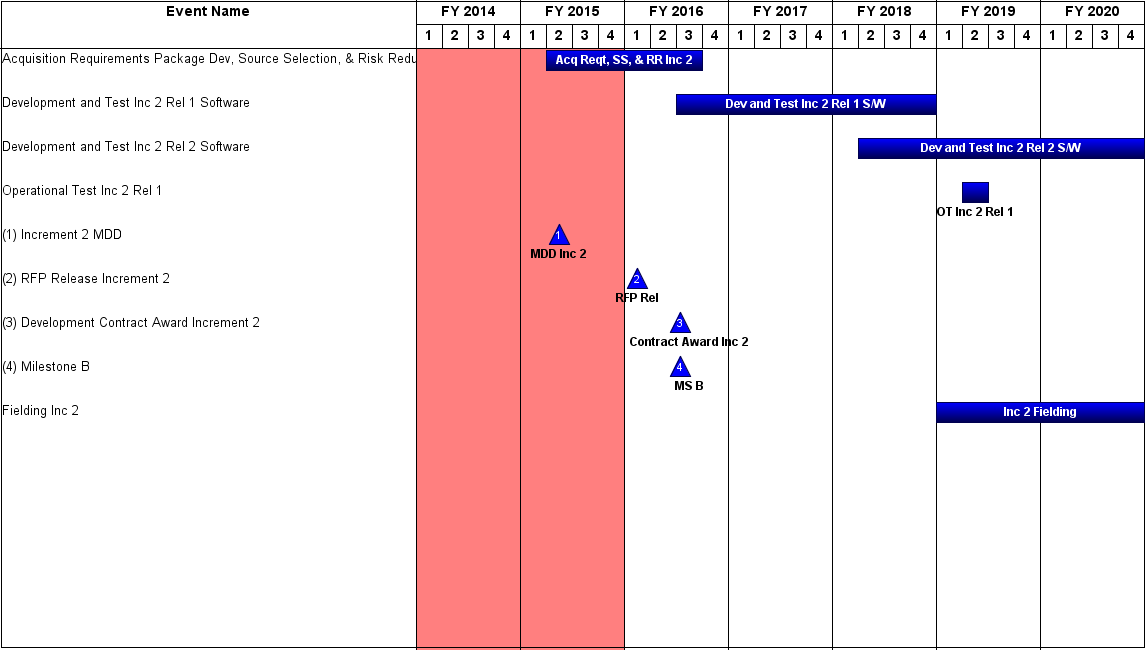 Event Name FY 2014 FY 2015 FY 2016 FY 2017 FY 2018 FY 2019 FY 2020
1 2 3 4 1 2 3 4 1 2 3 4 1 2 3 4 1 2 3 4 1 2 3 4 1 2 3 4
Acquisition Requirements Package Dev, Source Selection, & Risk Redu Acq Reqt, SS, & RR Inc 2
Development and Test Inc 2 Rel 1 Software Dev and Test Inc 2 Rel 1 S/W
Development and Test Inc 2 Rel 2 Software Dev and Test Inc 2 Rel 2 S/W
Operational Test Inc 2 Rel 1
OT Inc 2 Rel 1
(1) Increment 2 MDD 1
MDD Inc 2
(2) RFP Release Increment 2 2
RFP Rel
(3) Development Contract Award Increment 2 3
Contract Award Inc 2
(4) Milestone B 4
MS B
Fielding Inc 2 Inc 2 Fielding